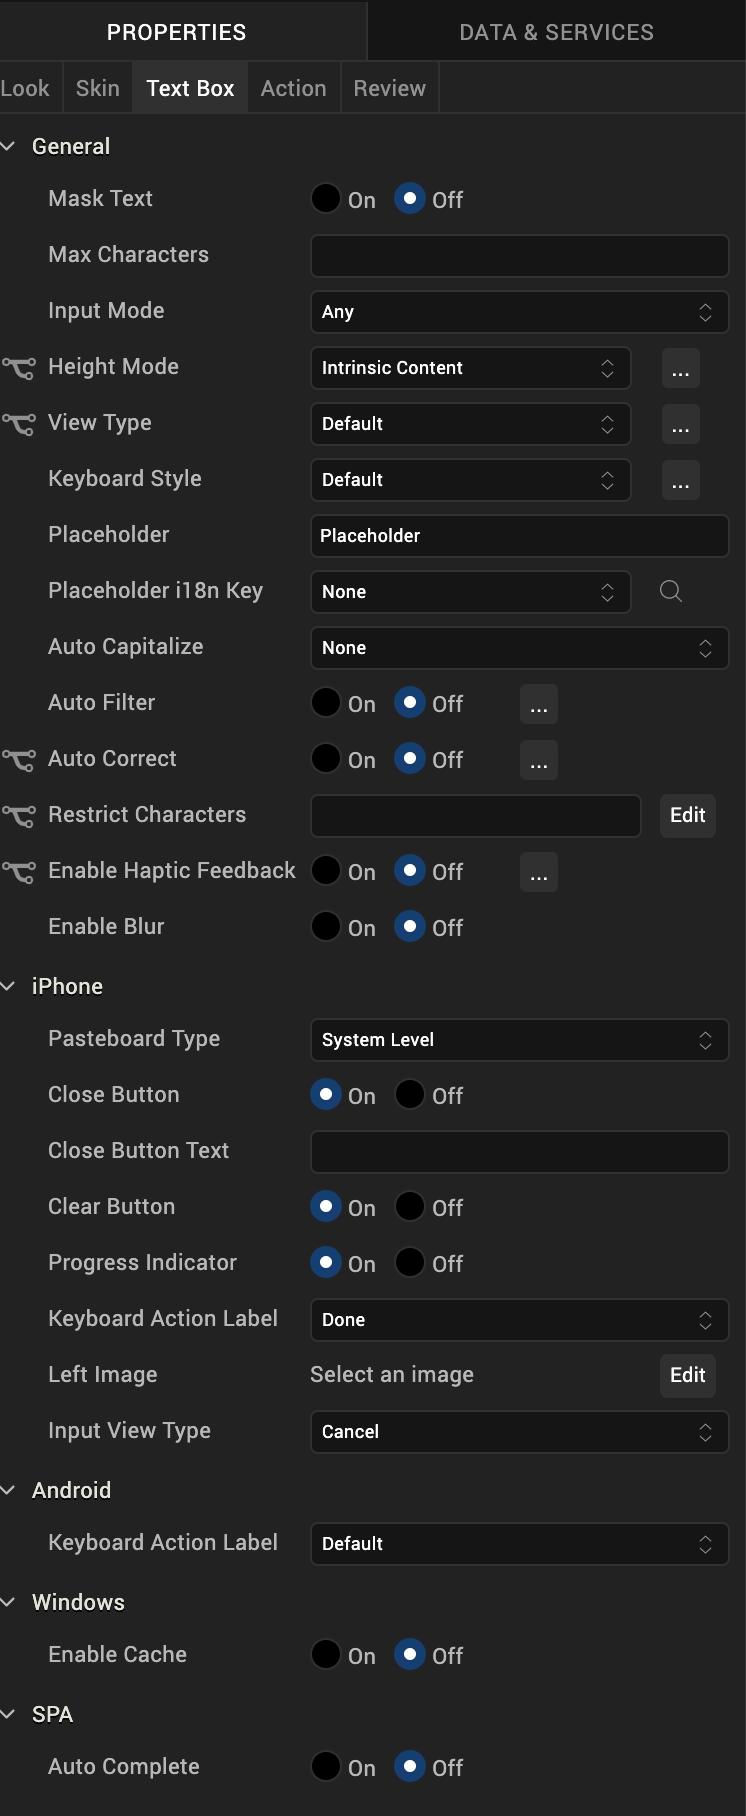 PROPERTIES DATA & SERVICES
Look Skin Text Box Action Review
General
Mask Text On Off
Max Characters
Input Mode Any
Height Mode Intrinsic Content ...
View Type Default ...
Keyboard Style Default ...
Placeholder Placeholder
Placeholder i18n Key None
Auto Capitalize None
Auto Filter On Off ...
Auto Correct On Off ...
Restrict Characters Edit
Enable Haptic Feedback On Off ...
Enable Blur On Off
iPhone
Pasteboard Type System Level
Close Button On Off
Close Button Text
Clear Button On Off
Progress Indicator On Off
Keyboard Action Label Done
Left Image Select an image Edit
Input View Type Cancel
Android
Keyboard Action Label Default
Windows
Enable Cache On Off
SPA
Auto Complete On Off